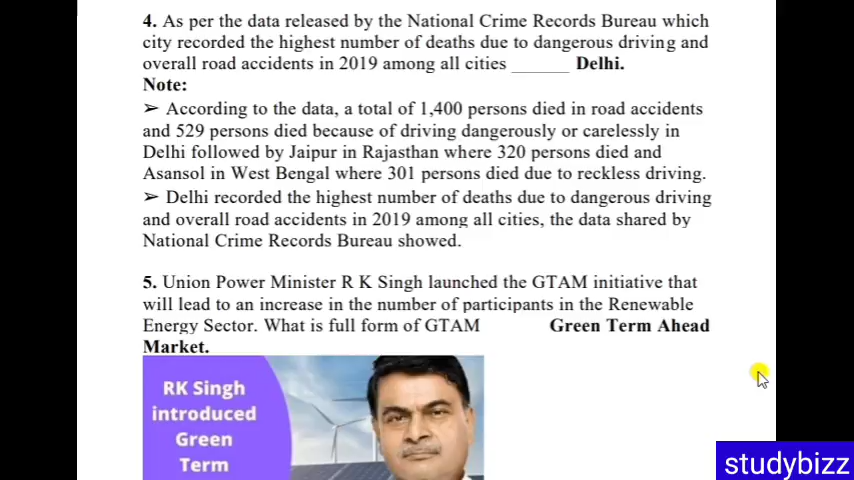 4. As per the data released by the National Crime Records Bureau which
city recorded the highest number of deaths due to dangerous driving and
overall road accidents in 2019 among all cities ______ Delhi.
Note:
➢ According to the data, a total of 1,400 persons died in road accidents
and 529 persons died because of driving dangerously or carelessly in
Delhi followed by Jaipur in Rajasthan where 320 persons died and
Asansol in West Bengal where 301 persons died due to reckless driving.
➢ Delhi recorded the highest number of deaths due to dangerous driving
and overall road accidents in 2019 among all cities, the data shared by
National Crime Records Bureau showed.
5. Union Power Minister R K Singh launched the GTAM initiative that
will lead to an increase in the number of participants in the Renewable
Energy Sector. What is full form of GTAM Green Term Ahead
Market.
RK Singh
introduced
Green
Term
studybizz